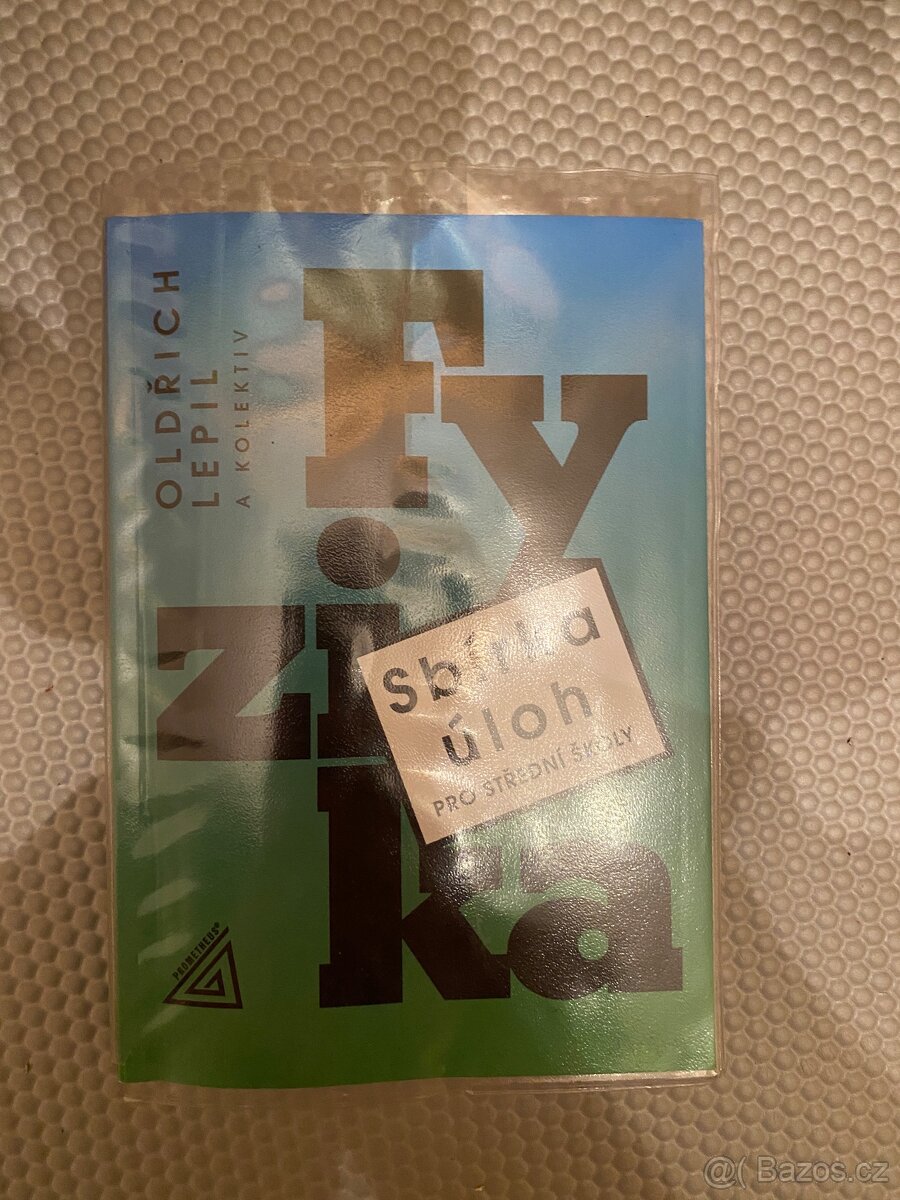 OLDŘICH
LEPIL
A KOLEKTIV
Fy
zi
ka
Sbírka
úloh
PRO STŘEDNÍ ŠKOLY
PROMETHEUS®
@( Bazos.cz